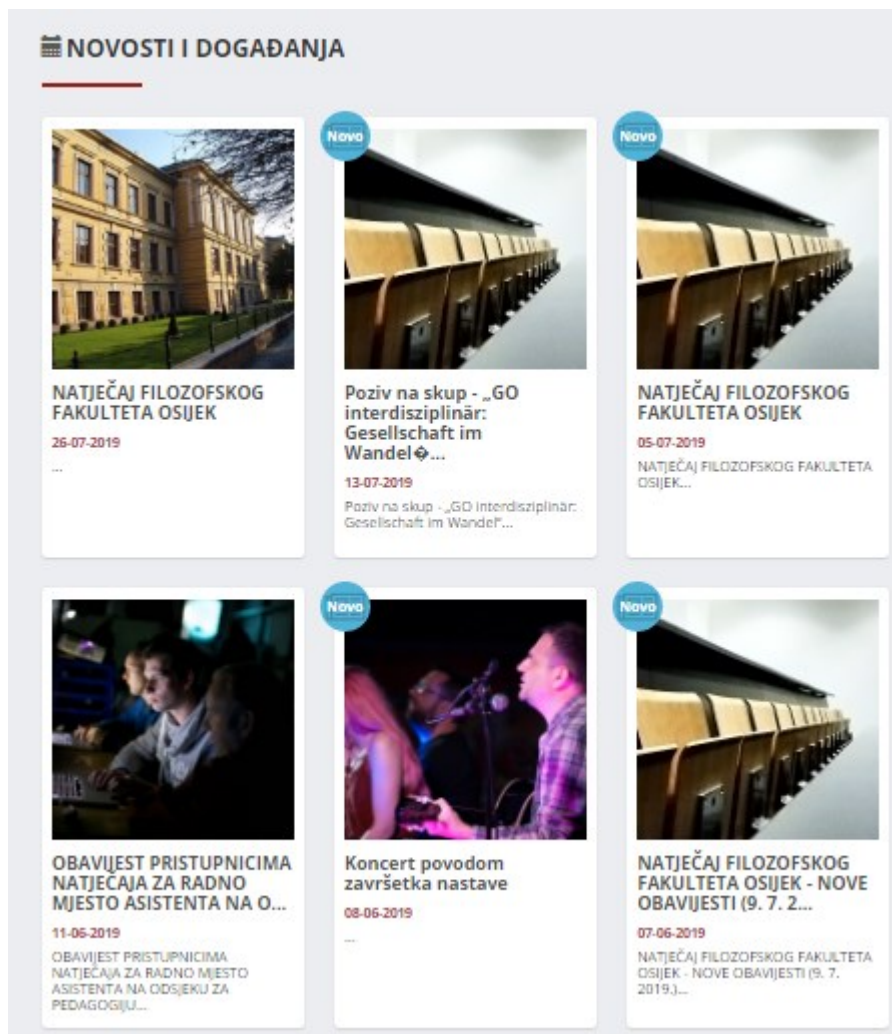 NOVOSTI I DOGAĐANJA
NATJEČAJ FILOZOFSKOG
FAKULTETA OSIJEK
26-07-2019
...
Novo
Poziv na skup - „GO
interdisziplinär:
Gesellschaft im
Wandel�...
13-07-2019
Poziv na skup - „GO interdisziplinär:
Gesellschaft im Wandel“...
Novo
NATJEČAJ FILOZOFSKOG
FAKULTETA OSIJEK
05-07-2019
NATJEČAJ FILOZOFSKOG FAKULTETA
OSIJEK...
OBAVIJEST PRISTUPNICIMA
NATJEČAJA ZA RADNO
MJESTO ASISTENTA NA O...
11-06-2019
OBAVIJEST PRISTUPNICIMA
NATJEČAJA ZA RADNO MJESTO
ASISTENTA NA ODSJEKU ZA
PEDAGOGIJU...
Novo
Koncert povodom
završetka nastave
08-06-2019
...
Novo
NATJEČAJ FILOZOFSKOG
FAKULTETA OSIJEK - NOVE
OBAVIJESTI (9. 7. 2...
07-06-2019
NATJEČAJ FILOZOFSKOG FAKULTETA
OSIJEK - NOVE OBAVIJESTI (9. 7.
2019.)...